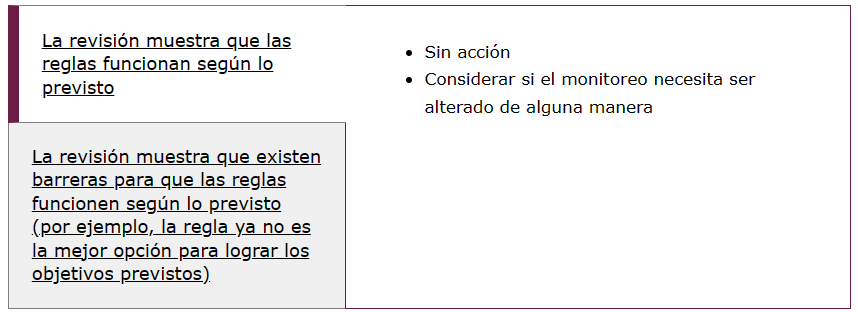 La revisión muestra que las
reglas funcionan según lo
previsto
• Sin acción
• Considerar si el monitoreo necesita ser
alterado de alguna manera
La revisión muestra que existen
barreras para que las reglas
funcionen según lo previsto
(por ejemplo, la regla ya no es
la mejor opción para lograr los
objetivos previstos)